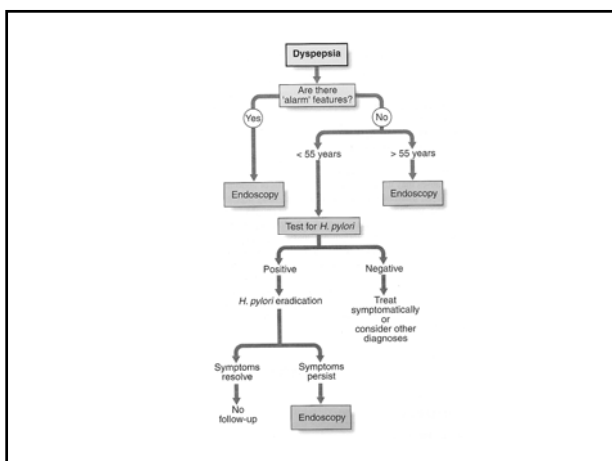 Dyspepsia
Are there
'alarm' features?
Yes
No
< 55 years
> 55 years
Endoscopy
Endoscopy
Test for H. pylori
Positive
Negative
H. pylori eradication
Treat
symptomatically
or
consider other
diagnoses
Symptoms
resolve
Symptoms
persist
No
follow-up
Endoscopy